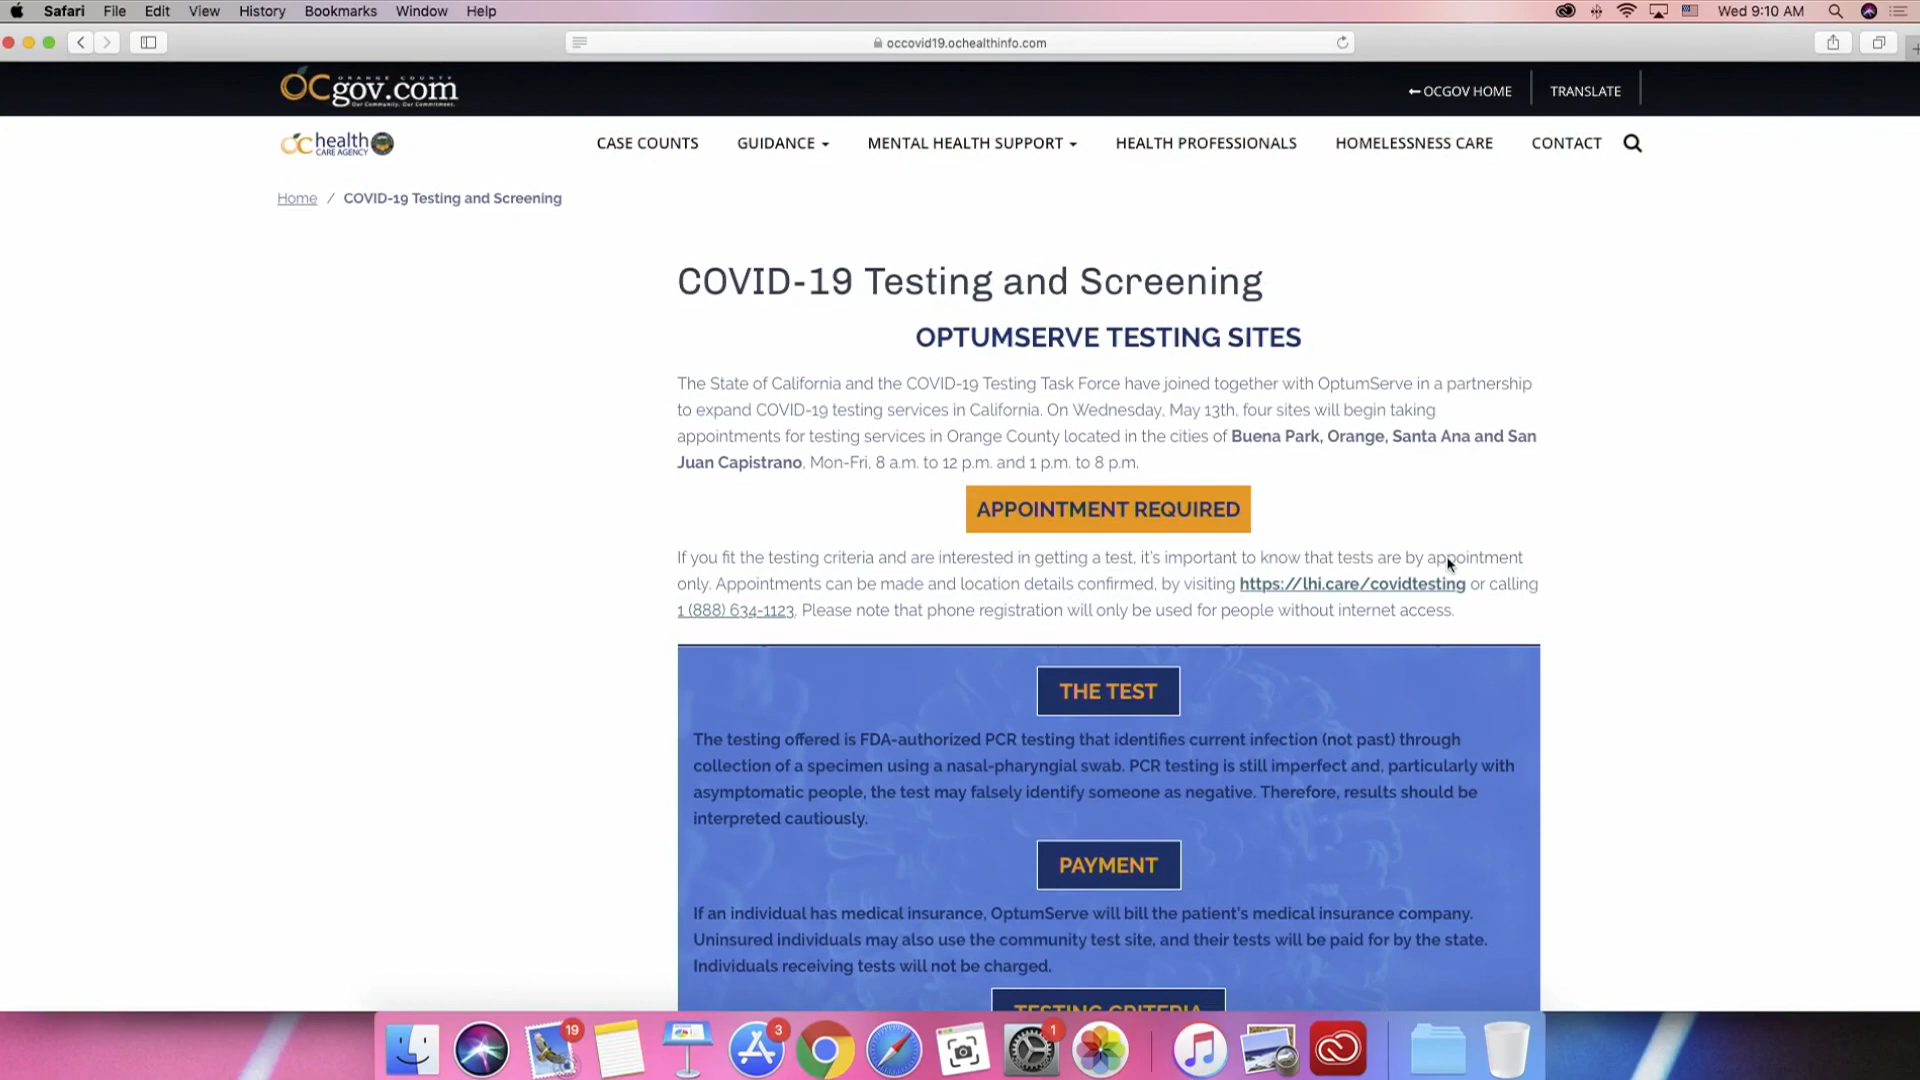 Safari File Edit View History Bookmarks Window Help Wed 9:10 AM
occovid19.ochealthinfo.com
ORANGE COUNTY
OCgov.com
Our Community. Our Commitment.
OCGOV HOME TRANSLATE
OC health
CARE AGENCY
CASE COUNTS GUIDANCE MENTAL HEALTH SUPPORT HEALTH PROFESSIONALS HOMELESSNESS CARE CONTACT
Home / COVID-19 Testing and Screening
COVID-19 Testing and Screening
OPTUMSERVE TESTING SITES
The State of California and the COVID-19 Testing Task Force have joined together with OptumServe in a partnership
to expand COVID-19 testing services in California. On Wednesday, May 13th, four sites will begin taking
appointments for testing services in Orange County located in the cities of Buena Park, Orange, Santa Ana and San
Juan Capistrano, Mon-Fri, 8 a.m. to 12 p.m. and 1 p.m. to 8 p.m.
APPOINTMENT REQUIRED
If you fit the testing criteria and are interested in getting a test, it's important to know that tests are by appointment
only. Appointments can be made and location details confirmed, by visiting https://lhi.care/covidtesting or calling
1 (888) 634-1123. Please note that phone registration will only be used for people without internet access.
THE TEST
The testing offered is FDA-authorized PCR testing that identifies current infection (not past) through
collection of a specimen using a nasal-pharyngial swab. PCR testing is still imperfect and, particularly with
asymptomatic people, the test may falsely identify someone as negative. Therefore, results should be
interpreted cautiously.
PAYMENT
If an individual has medical insurance, OptumServe will bill the patient's medical insurance company.
Uninsured individuals may also use the community test site, and their tests will be paid for by the state.
Individuals receiving tests will not be charged.
TESTING CRITERIA
19 3 1